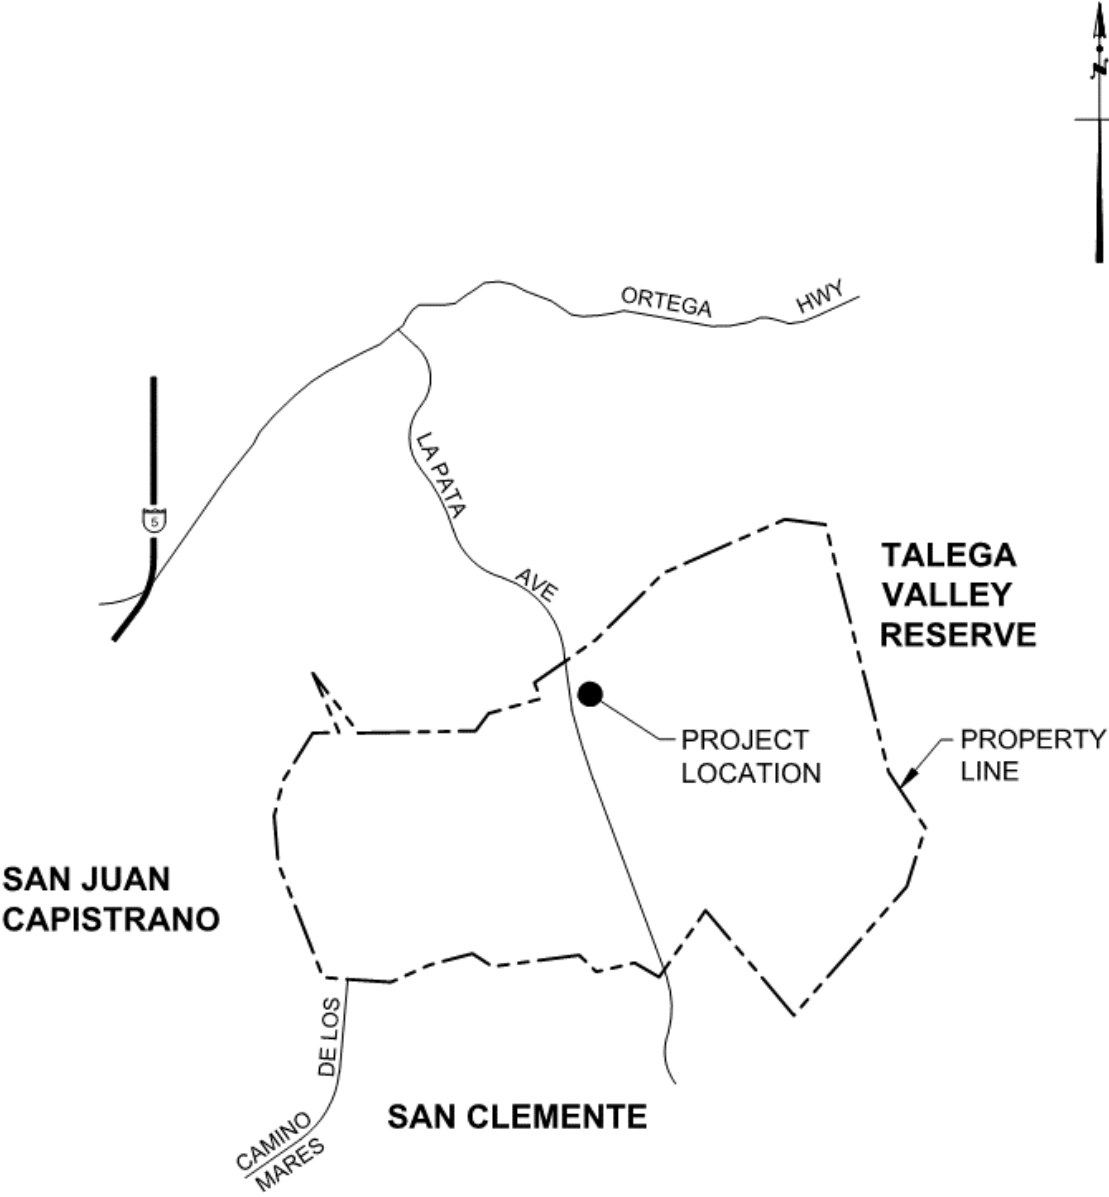 N
ORTEGA HWY
LA PATA AVE
5
TALEGA
VALLEY
RESERVE
PROJECT
LOCATION
PROPERTY
LINE
SAN JUAN
CAPISTRANO
DE LOS
CAMINO
MARES
SAN CLEMENTE